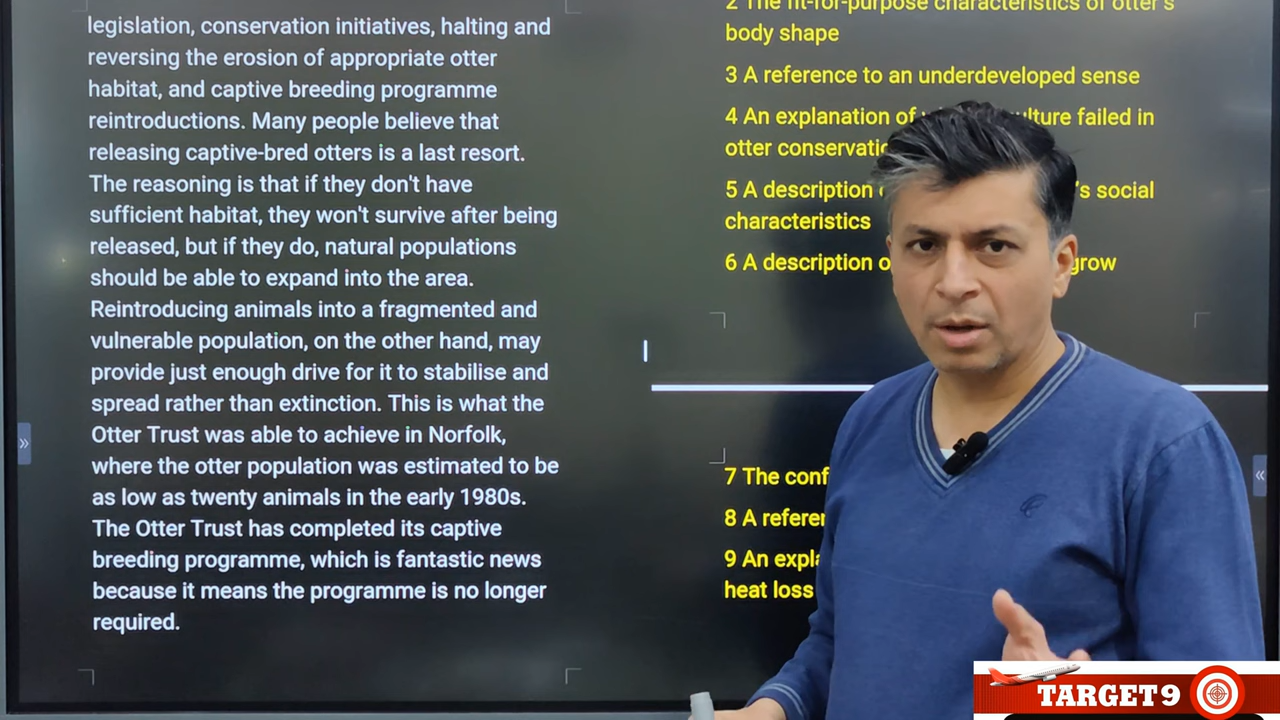 legislation, conservation initiatives, halting and
reversing the erosion of appropriate otter
habitat, and captive breeding programme
reintroductions. Many people believe that
releasing captive-bred otters is a last resort.
The reasoning is that if they don't have
sufficient habitat, they won't survive after being
released, but if they do, natural populations
should be able to expand into the area.
Reintroducing animals into a fragmented and
vulnerable population, on the other hand, may
provide just enough drive for it to stabilise and
spread rather than extinction. This is what the
Otter Trust was able to achieve in Norfolk,
where the otter population was estimated to be
as low as twenty animals in the early 1980s.
The Otter Trust has completed its captive
breeding programme, which is fantastic news
because it means the programme is no longer
required.
2 The fit-for-purpose characteristics of otter's
body shape
3 A reference to an underdeveloped sense
4 An explanation of failed in
otter
5 A description 's social
characteristics
6 A description grow
7 The
8 A
9 An
heat loss
TARGET9